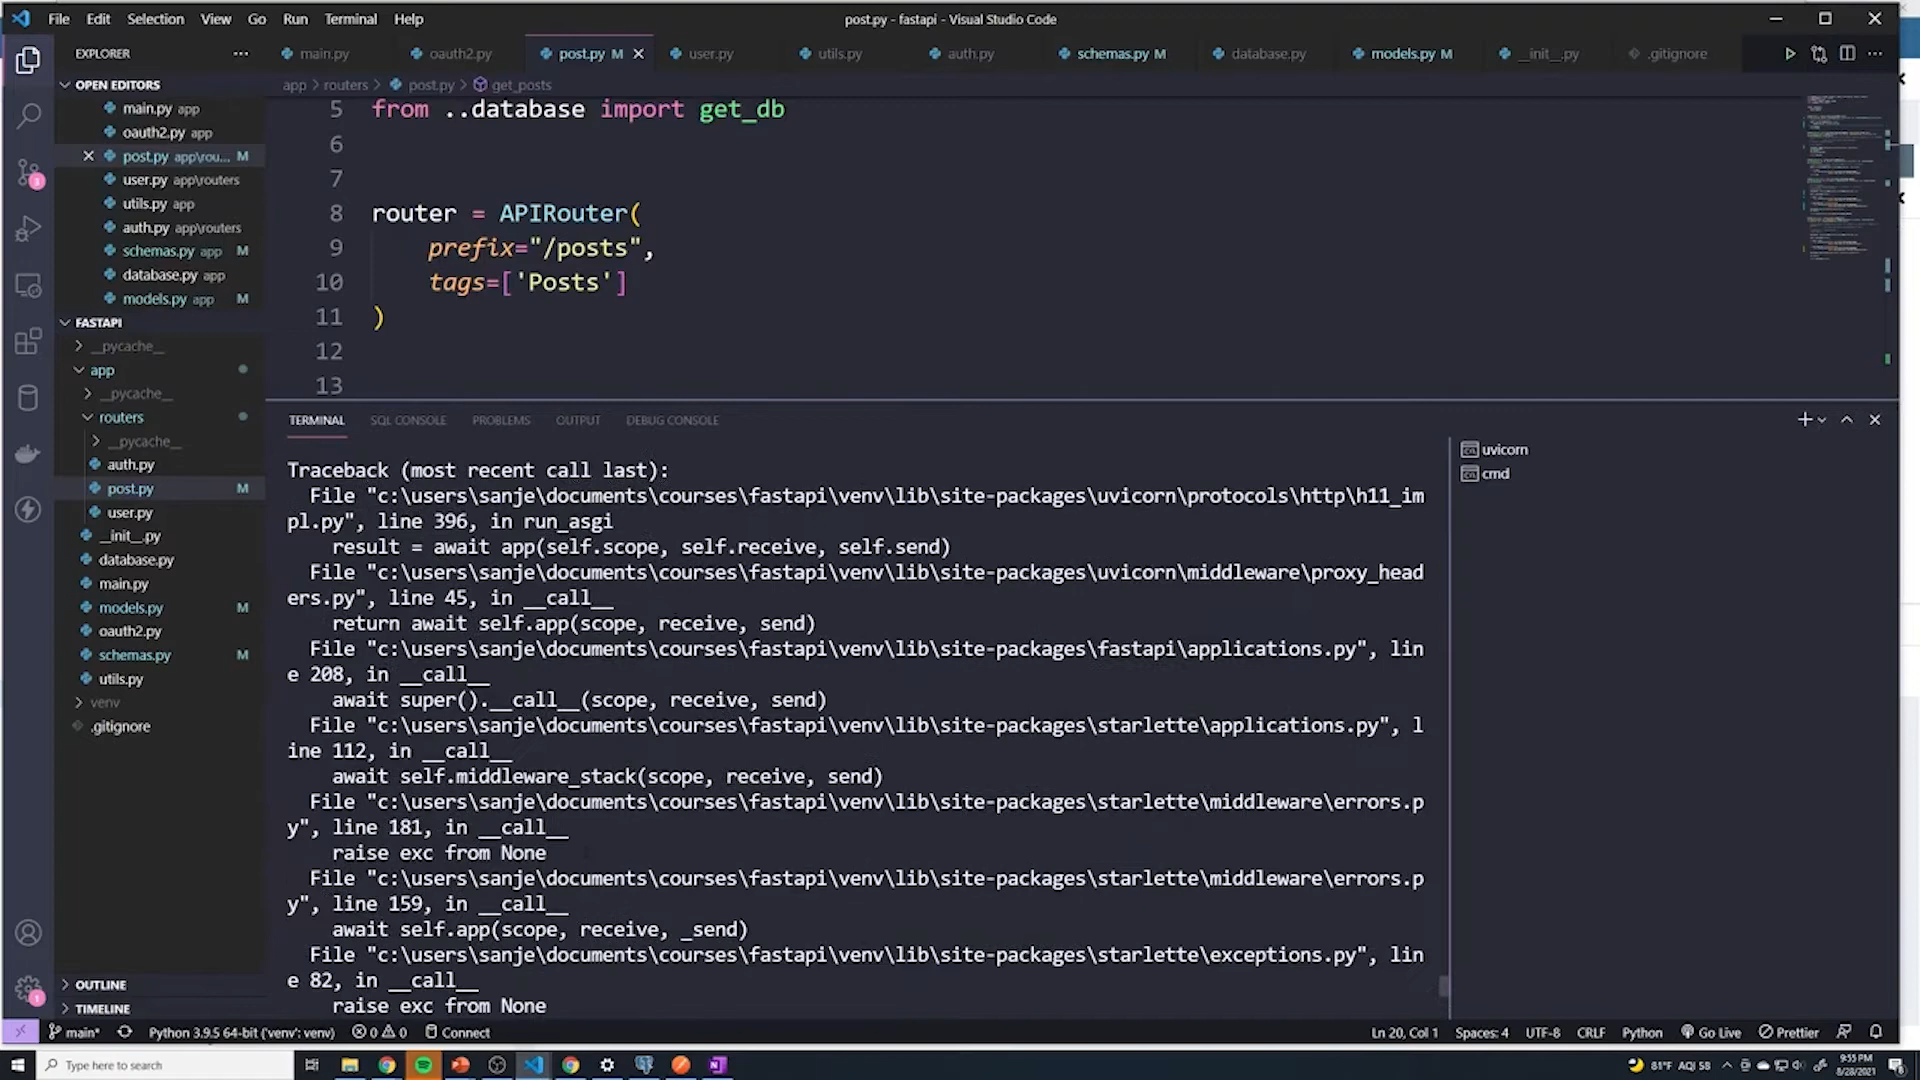 File Edit Selection View Go Run Terminal Help
post.py - fastapi - Visual Studio Code
EXPLORER
main.py oauth2.py post.py M user.py utils.py auth.py schemas.py M database.py models.py M __init__.py .gitignore
app > routers > post.py > get_posts
OPEN EDITORS
main.py app
oauth2.py app
post.py app\rou... M
user.py app\routers
utils.py app
auth.py app\routers
schemas.py app M
database.py app
models.py app M
FASTAPI
__pycache__
app
__pycache__
routers
__pycache__
auth.py
post.py M
user.py
__init__.py
database.py
main.py
models.py M
oauth2.py
schemas.py M
utils.py
venv
.gitignore
OUTLINE
TIMELINE
5 from ..database import get_db
6
7
8 router = APIRouter(
9 prefix="/posts",
10 tags=['Posts']
11 )
12
13
TERMINAL SQL CONSOLE PROBLEMS OUTPUT DEBUG CONSOLE
uvicorn
cmd
Traceback (most recent call last):
File "c:\users\sanje\documents\courses\fastapi\venv\lib\site-packages\uvicorn\protocols\http\h11_im
pl.py", line 396, in run_asgi
result = await app(self.scope, self.receive, self.send)
File "c:\users\sanje\documents\courses\fastapi\venv\lib\site-packages\uvicorn\middleware\proxy_head
ers.py", line 45, in __call__
return await self.app(scope, receive, send)
File "c:\users\sanje\documents\courses\fastapi\venv\lib\site-packages\fastapi\applications.py", lin
e 208, in __call__
await super().__call__(scope, receive, send)
File "c:\users\sanje\documents\courses\fastapi\venv\lib\site-packages\starlette\applications.py", l
ine 112, in __call__
await self.middleware_stack(scope, receive, send)
File "c:\users\sanje\documents\courses\fastapi\venv\lib\site-packages\starlette\middleware\errors.p
y", line 181, in __call__
raise exc from None
File "c:\users\sanje\documents\courses\fastapi\venv\lib\site-packages\starlette\middleware\errors.p
y", line 159, in __call__
await self.app(scope, receive, _send)
File "c:\users\sanje\documents\courses\fastapi\venv\lib\site-packages\starlette\exceptions.py", lin
e 82, in __call__
raise exc from None
main* Python 3.9.5 64-bit ('venv': venv) 0 0 Connect
Ln 20, Col 1 Spaces: 4 UTF-8 CRLF Python Go Live Prettier
Type here to search
81°F AQI 58
9:55 PM
8/28/2021